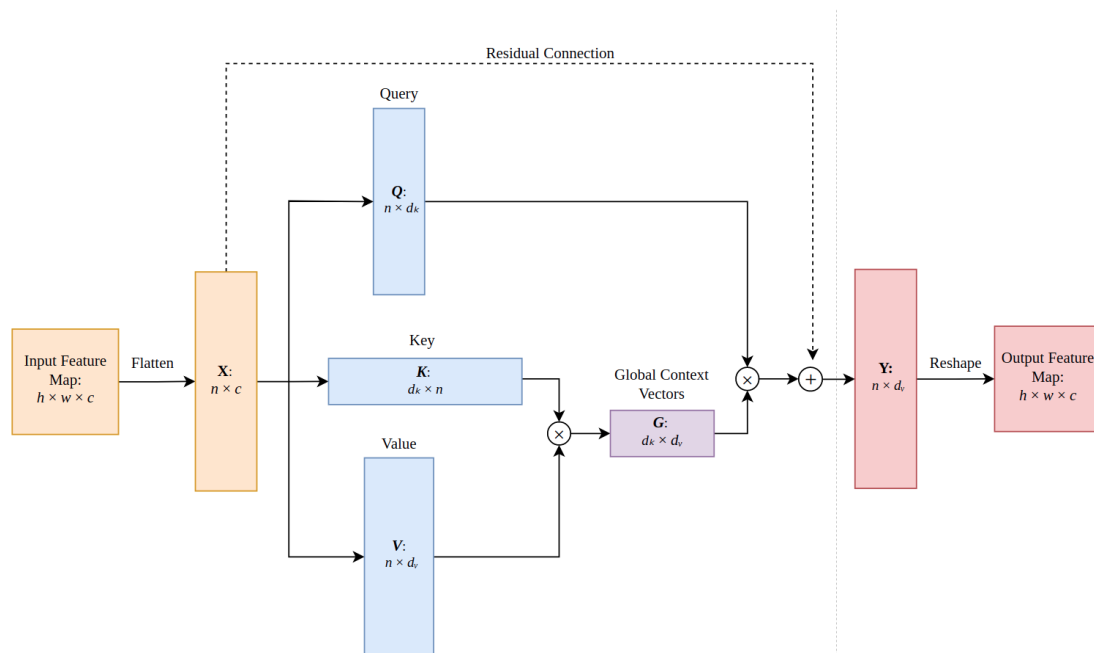 Residual Connection
Query
Q:
n × dₖ
Input Feature
Map:
h × w × c
Flatten
X:
n × c
Key
K:
dₖ × n
Value
V:
n × dᵥ
×
Global Context
Vectors
G:
dₖ × dᵥ
×
+
Y:
n × dᵥ
Reshape
Output Feature
Map:
h × w × c